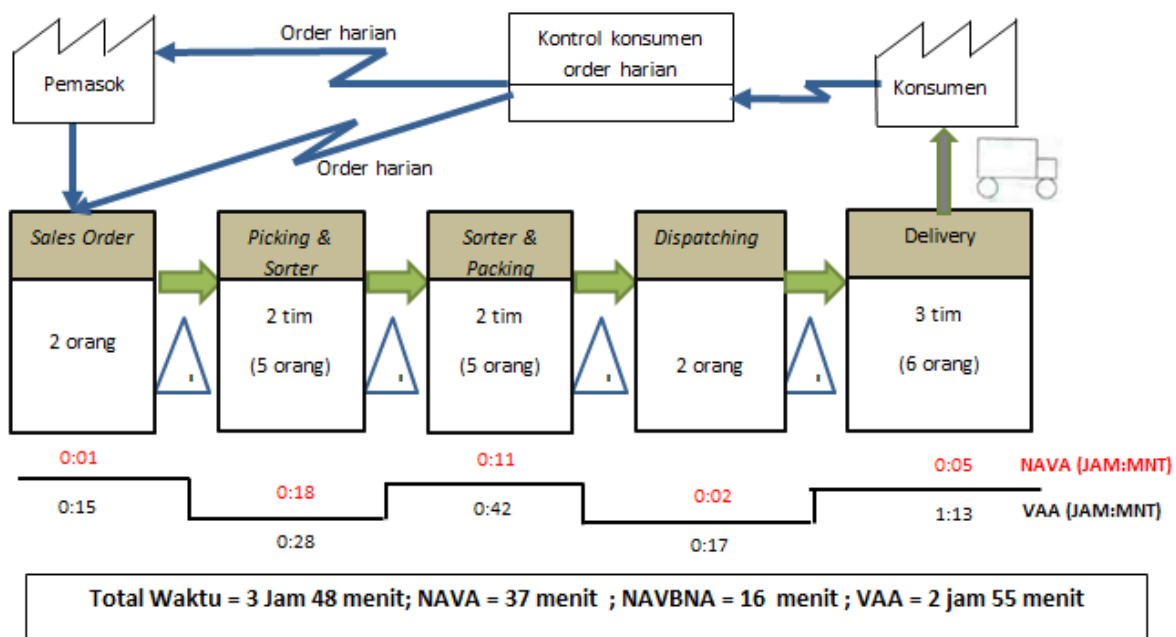 Order harian
Kontrol konsumen
order harian
Pemasok
Konsumen
Order harian
Sales Order
Picking &
Sorter
Sorter &
Packing
Dispatching
Delivery
2 orang
2 tim
(5 orang)
2 tim
(5 orang)
2 orang
3 tim
(6 orang)
0:01
0:18
0:11
0:02
0:05
NAVA (JAM:MNT)
0:15
0:28
0:42
0:17
1:13
VAA (JAM:MNT)
Total Waktu = 3 Jam 48 menit; NAVA = 37 menit ; NAVBNA = 16 menit ; VAA = 2 jam 55 menit